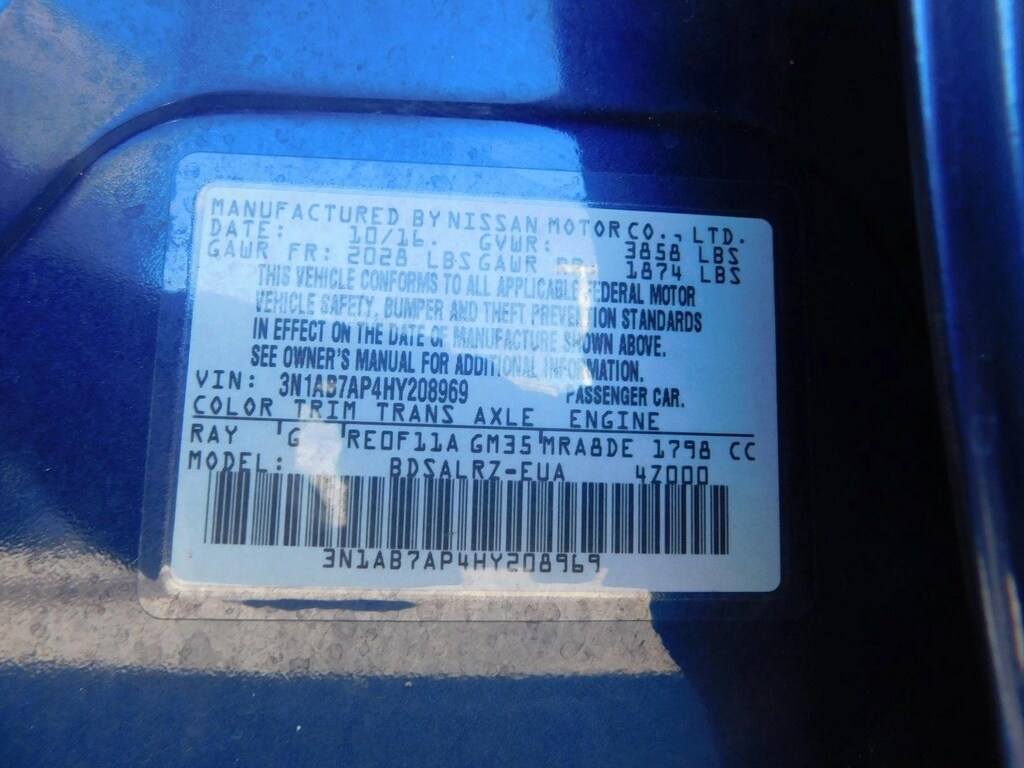 MANUFACTURED BY NISSAN MOTOR CO., LTD.
DATE: 10/16. GVWR: 3858 LBS
GAWR FR: 2028 LBS GAWR RR: 1874 LBS
THIS VEHICLE CONFORMS TO ALL APPLICABLE FEDERAL MOTOR
VEHICLE SAFETY, BUMPER AND THEFT PREVENTION STANDARDS
IN EFFECT ON THE DATE OF MANUFACTURE SHOWN ABOVE.
SEE OWNER'S MANUAL FOR ADDITIONAL INFORMATION.
VIN: 3N1AB7AP4HY208969 PASSENGER CAR.
COLOR TRIM TRANS AXLE ENGINE
RAY G RE0F11A GM35 MRA8DE 1798 CC
MODEL: BDSALRZ-EUA 4Z000
3N1AB7AP4HY208969